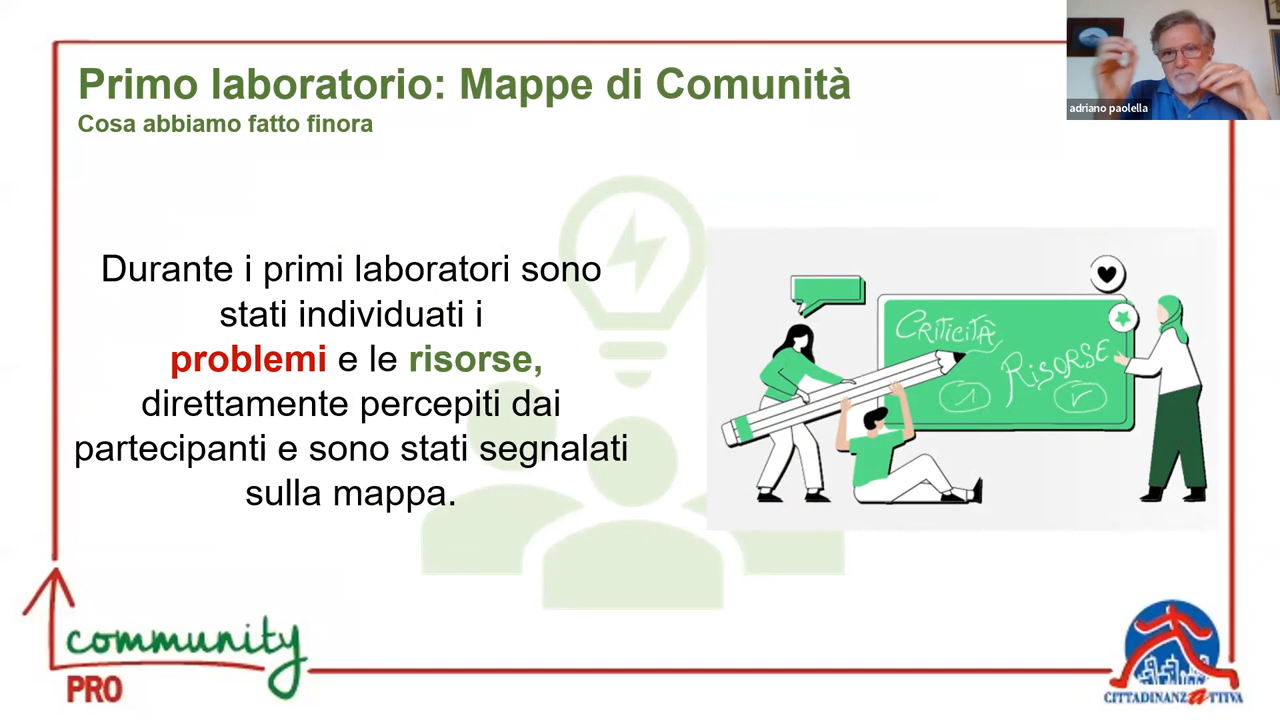 Primo laboratorio: Mappe di Comunità
Cosa abbiamo fatto finora
adriano paolella
Durante i primi laboratori sono
stati individuati i
problemi e le risorse,
direttamente percepiti dai
partecipanti e sono stati segnalati
sulla mappa.
CRITICITÀ
RISORSE
community
PRO
CITTADINANZATTIVA